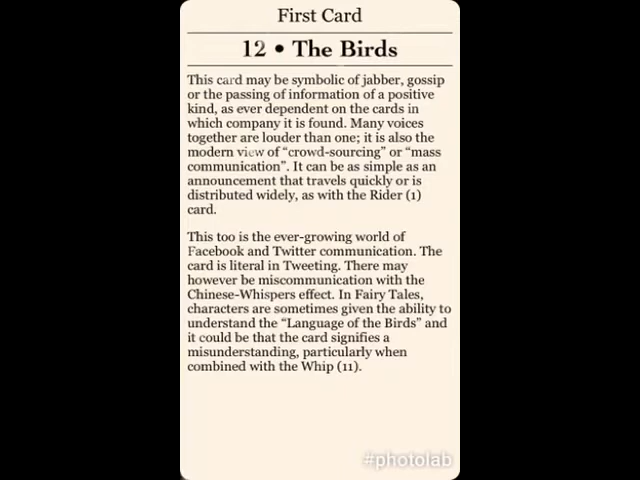 First Card
12 • The Birds
This card may be symbolic of jabber, gossip
or the passing of information of a positive
kind, as ever dependent on the cards in
which company it is found. Many voices
together are louder than one; it is also the
modern view of “crowd-sourcing” or “mass
communication”. It can be as simple as an
announcement that travels quickly or is
distributed widely, as with the Rider (1)
card.
This too is the ever-growing world of
Facebook and Twitter communication. The
card is literal in Tweeting. There may
however be miscommunication with the
Chinese-Whispers effect. In Fairy Tales,
characters are sometimes given the ability to
understand the “Language of the Birds” and
it could be that the card signifies a
misunderstanding, particularly when
combined with the Whip (11).
#photolab